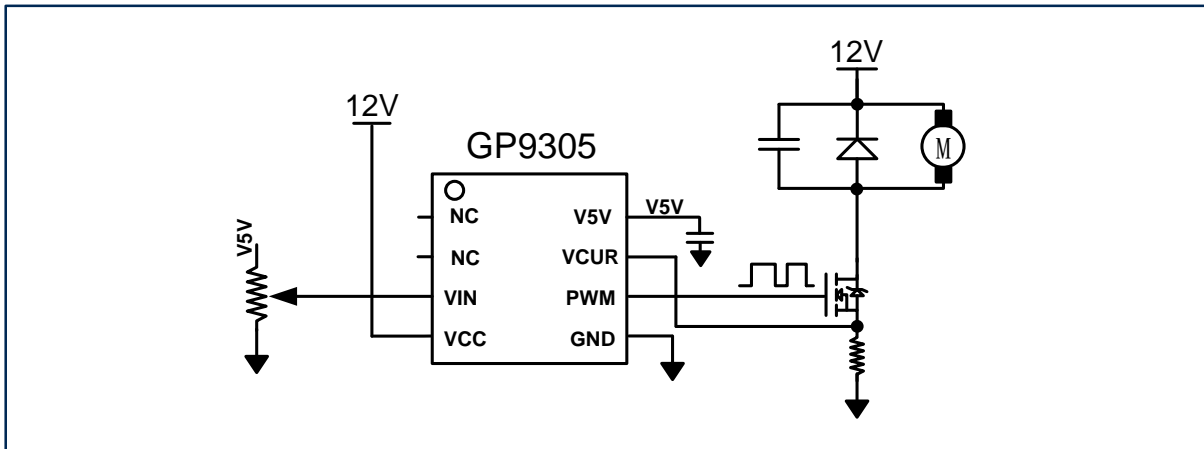 12V
12V
GP9305
M
NC
V5V
V5V
V5V
NC
VCUR
VIN
PWM
VCC
GND